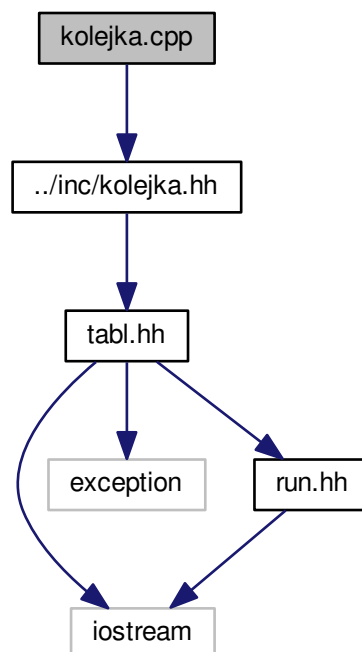 kolejka.cpp
../inc/kolejka.hh
tabl.hh
exception
run.hh
iostream